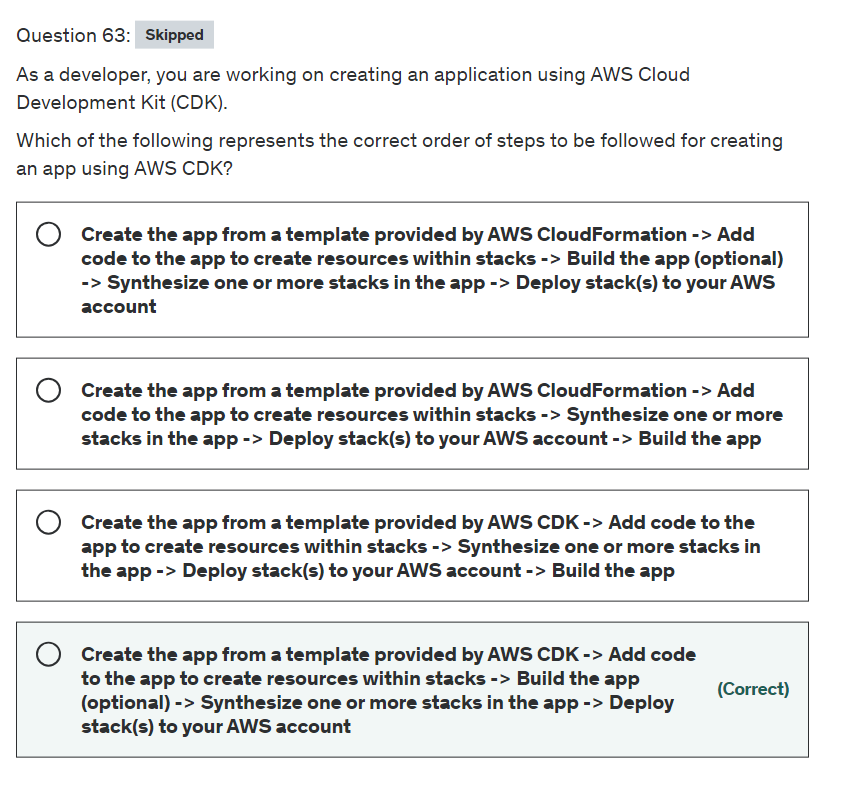 Question 63: Skipped
As a developer, you are working on creating an application using AWS Cloud
Development Kit (CDK).
Which of the following represents the correct order of steps to be followed for creating
an app using AWS CDK?
Create the app from a template provided by AWS CloudFormation -> Add
code to the app to create resources within stacks -> Build the app (optional)
-> Synthesize one or more stacks in the app -> Deploy stack(s) to your AWS
account
Create the app from a template provided by AWS CloudFormation -> Add
code to the app to create resources within stacks -> Synthesize one or more
stacks in the app -> Deploy stack(s) to your AWS account -> Build the app
Create the app from a template provided by AWS CDK -> Add code to the
app to create resources within stacks -> Synthesize one or more stacks in
the app -> Deploy stack(s) to your AWS account -> Build the app
Create the app from a template provided by AWS CDK -> Add code
to the app to create resources within stacks -> Build the app
(optional) -> Synthesize one or more stacks in the app -> Deploy
stack(s) to your AWS account
(Correct)